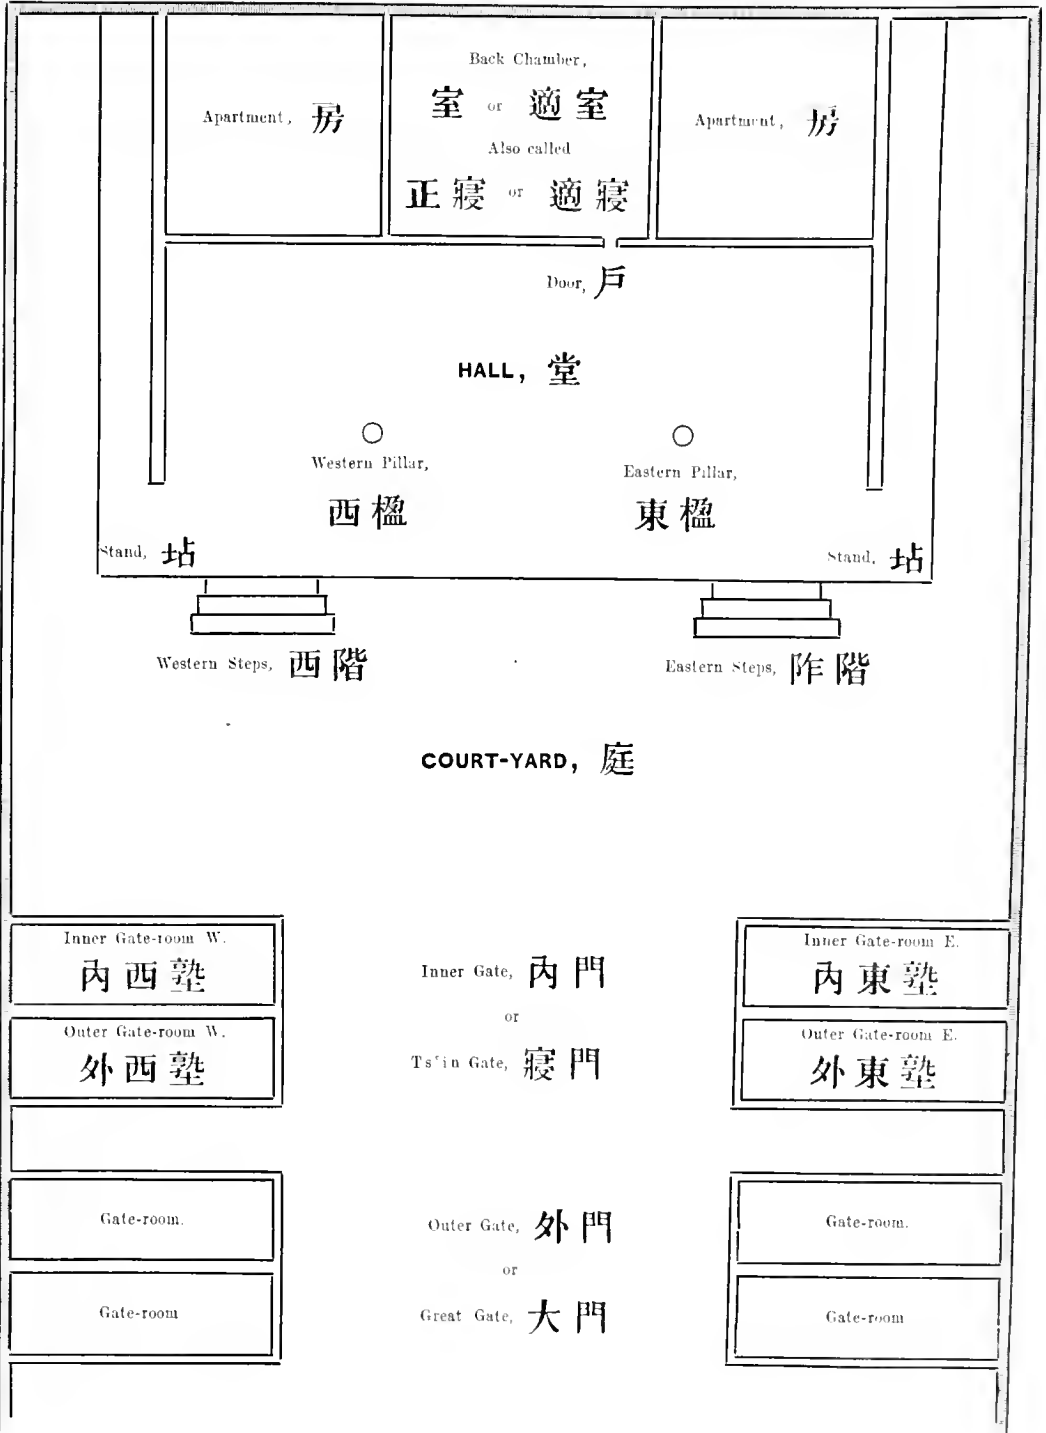 Back Chamber,
Apartment, 房
室 or 適室
Apartment, 房
Also called
正寢 or 適寢
Door, 戶
HALL, 堂
Western Pillar,
西楹
Eastern Pillar,
東楹
Stand, 坫
Stand, 坫
Western Steps, 西階
Eastern Steps, 阼階
COURT-YARD, 庭
Inner Gate-room W.
內西塾
Inner Gate, 內門
Inner Gate-room E.
內東塾
or
Outer Gate-room W.
外西塾
Tsʻin Gate, 寢門
Outer Gate-room E.
外東塾
Gate-room.
Outer Gate, 外門
Gate-room.
or
Gate-room
Great Gate, 大門
Gate-room